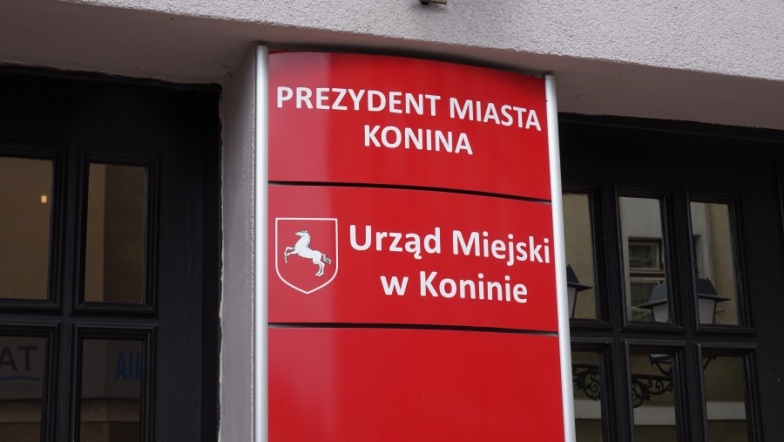 PREZYDENT MIASTA
KONINA
Urząd Miejski
w Koninie